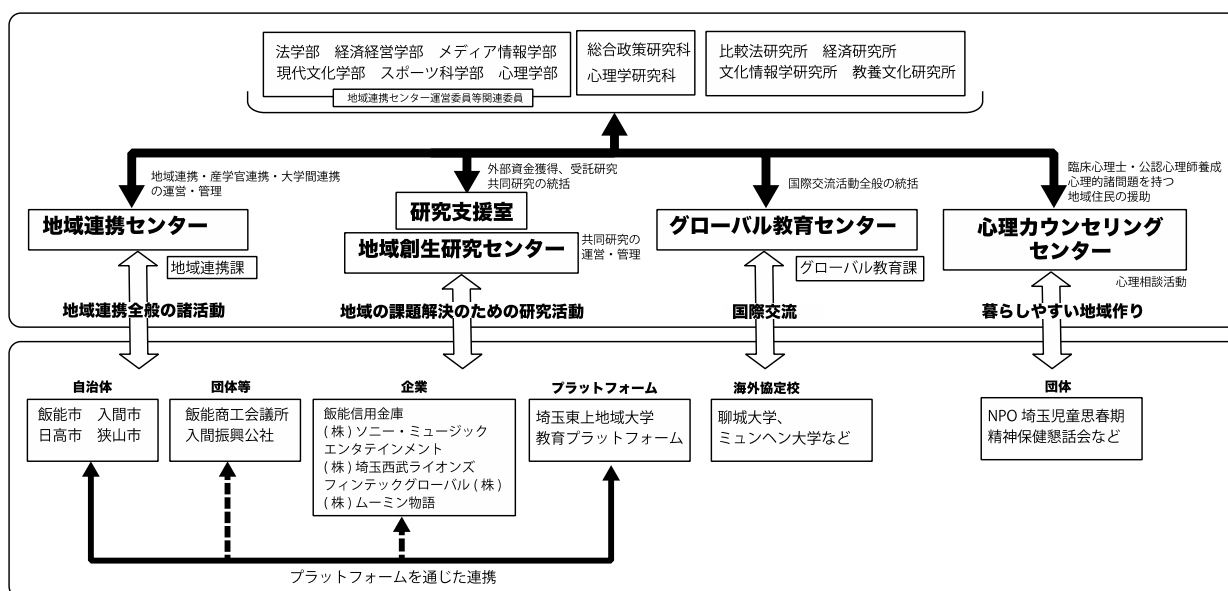 法学部　経済経営学部　メディア情報学部
現代文化学部　スポーツ科学部　心理学部
地域連携センター運営委員等関連委員
総合政策研究科
心理学研究科
比較法研究所　経済研究所
文化情報学研究所　教養文化研究所
地域連携・産学官連携・大学間連携
の運営・管理
地域連携センター
地域連携課
地域連携全般の諸活動
外部資金獲得、受託研究
共同研究の統括
研究支援室
地域創生研究センター
共同研究の
運営・管理
地域の課題解決のための研究活動
国際交流活動全般の統括
グローバル教育センター
グローバル教育課
国際交流
臨床心理士・公認心理師養成
心理的諸問題を持つ
地域住民の援助
心理カウンセリング
センター
心理相談活動
暮らしやすい地域作り
自治体
飯能市　入間市
日高市　狭山市
団体等
飯能商工会議所
入間振興公社
企業
飯能信用金庫
(株)ソニー・ミュージック
エンタテインメント
(株)埼玉西武ライオンズ
フィンテックグローバル(株)
(株)ムーミン物語
プラットフォーム
埼玉東上地域大学
教育プラットフォーム
海外協定校
聊城大学、
ミュンヘン大学など
団体
NPO 埼玉児童思春期
精神保健懇話会など
プラットフォームを通じた連携